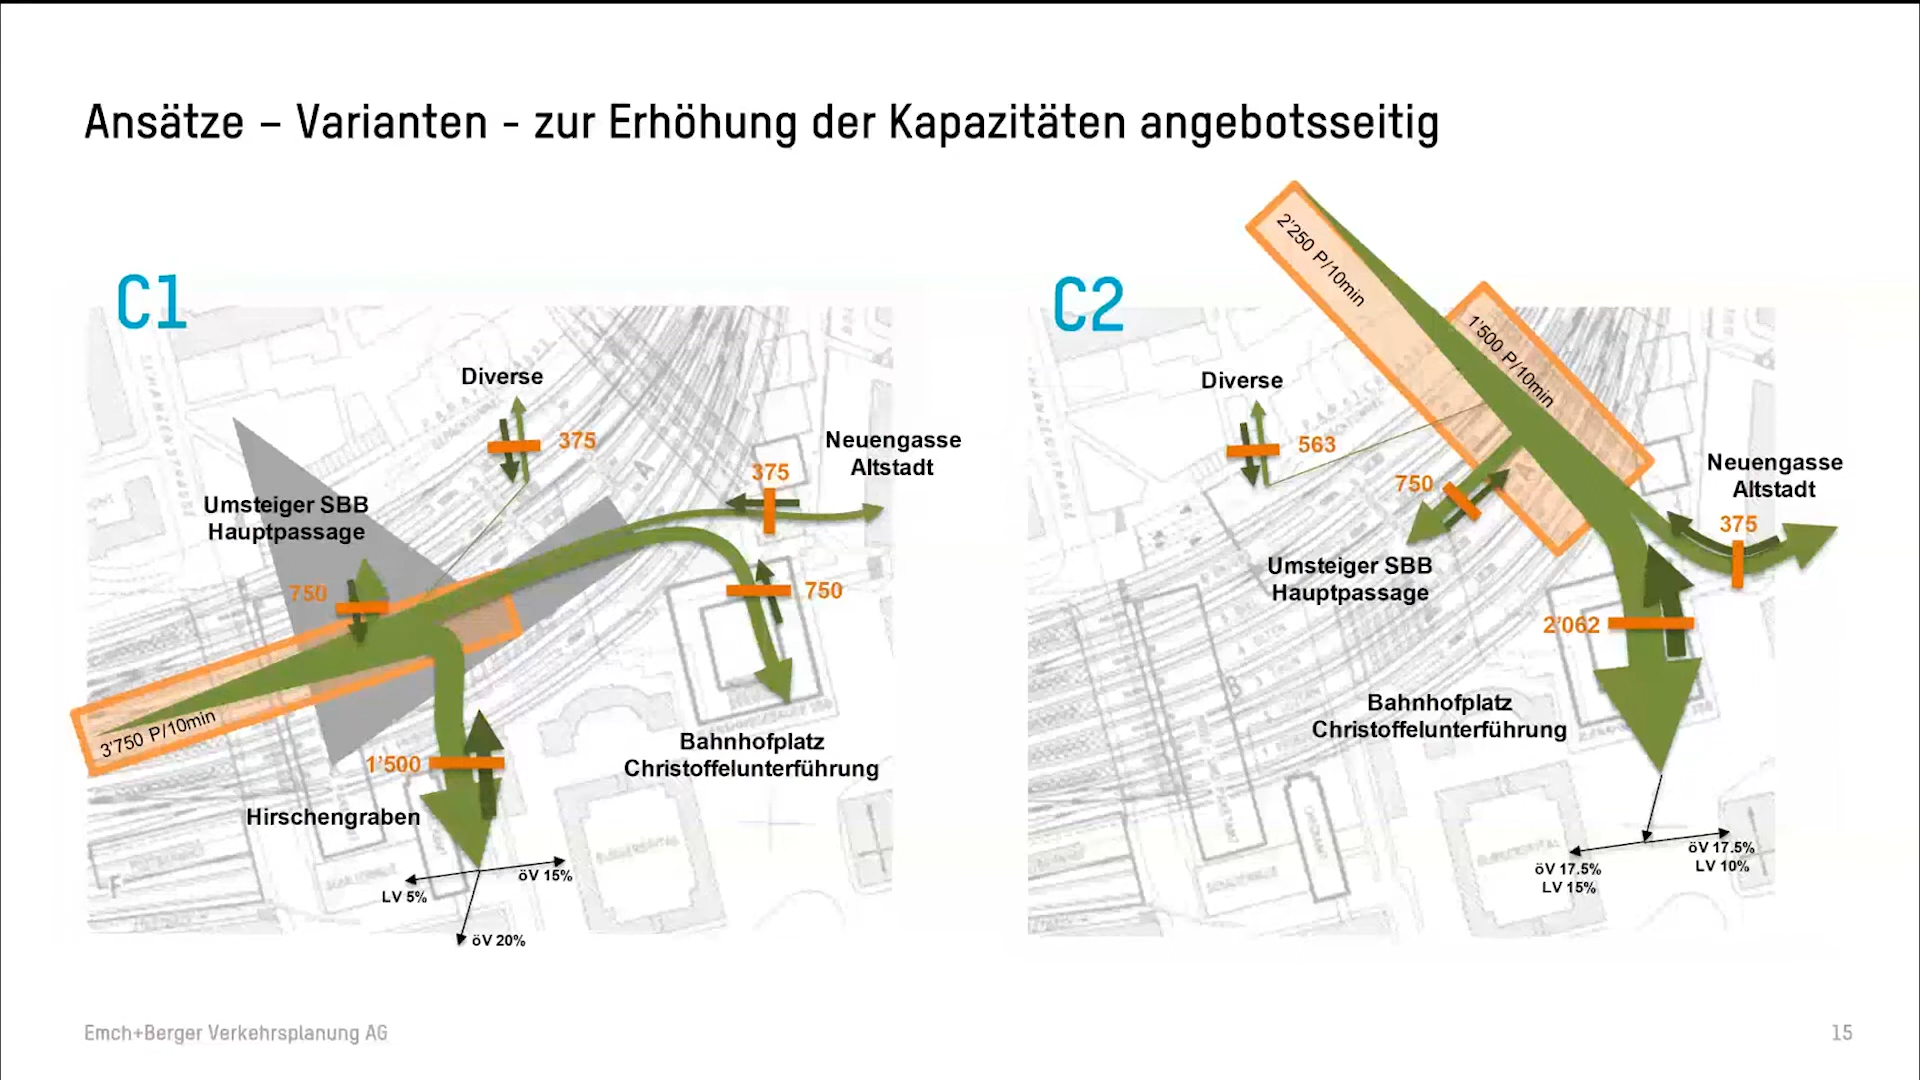 Ansätze – Varianten - zur Erhöhung der Kapazitäten angebotsseitig
C1
Diverse
375
Neuengasse
Altstadt
375
Umsteiger SBB
Hauptpassage
750
750
3'750 P/10min
1'500
Bahnhofplatz
Christoffelunterführung
Hirschengraben
LV 5%
öV 15%
öV 20%
C2
2'250 P/10min
1'500 P/10min
Diverse
563
750
Neuengasse
Altstadt
375
Umsteiger SBB
Hauptpassage
2'062
Bahnhofplatz
Christoffelunterführung
öV 17.5%
LV 15%
öV 17.5%
LV 10%
A
B
F
A
Emch+Berger Verkehrsplanung AG
15